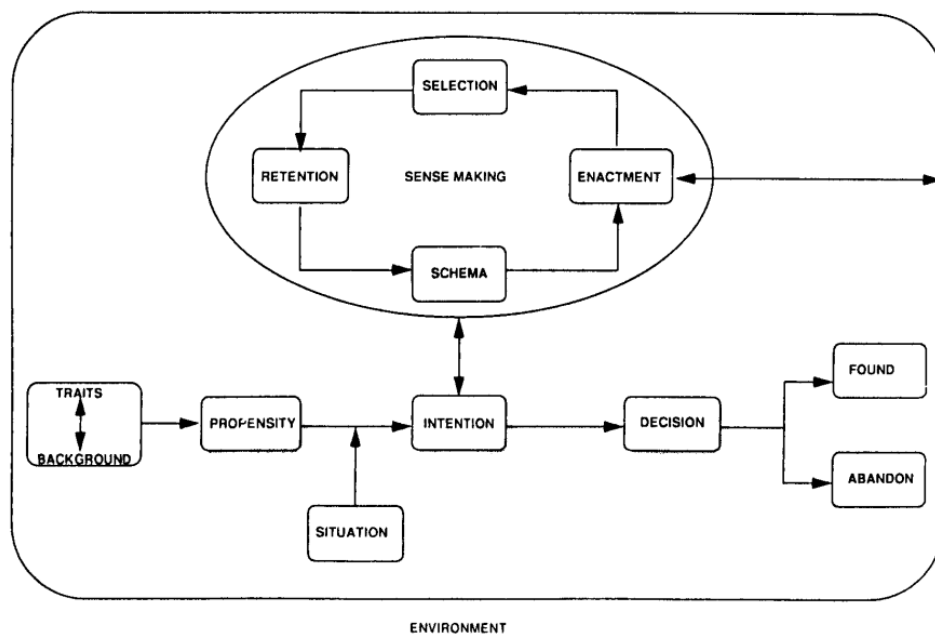 SELECTION
RETENTION
SENSE MAKING
ENACTMENT
SCHEMA
FOUND
TRAITS
BACKGROUND
PROPENSITY
INTENTION
DECISION
ABANDON
SITUATION
ENVIRONMENT